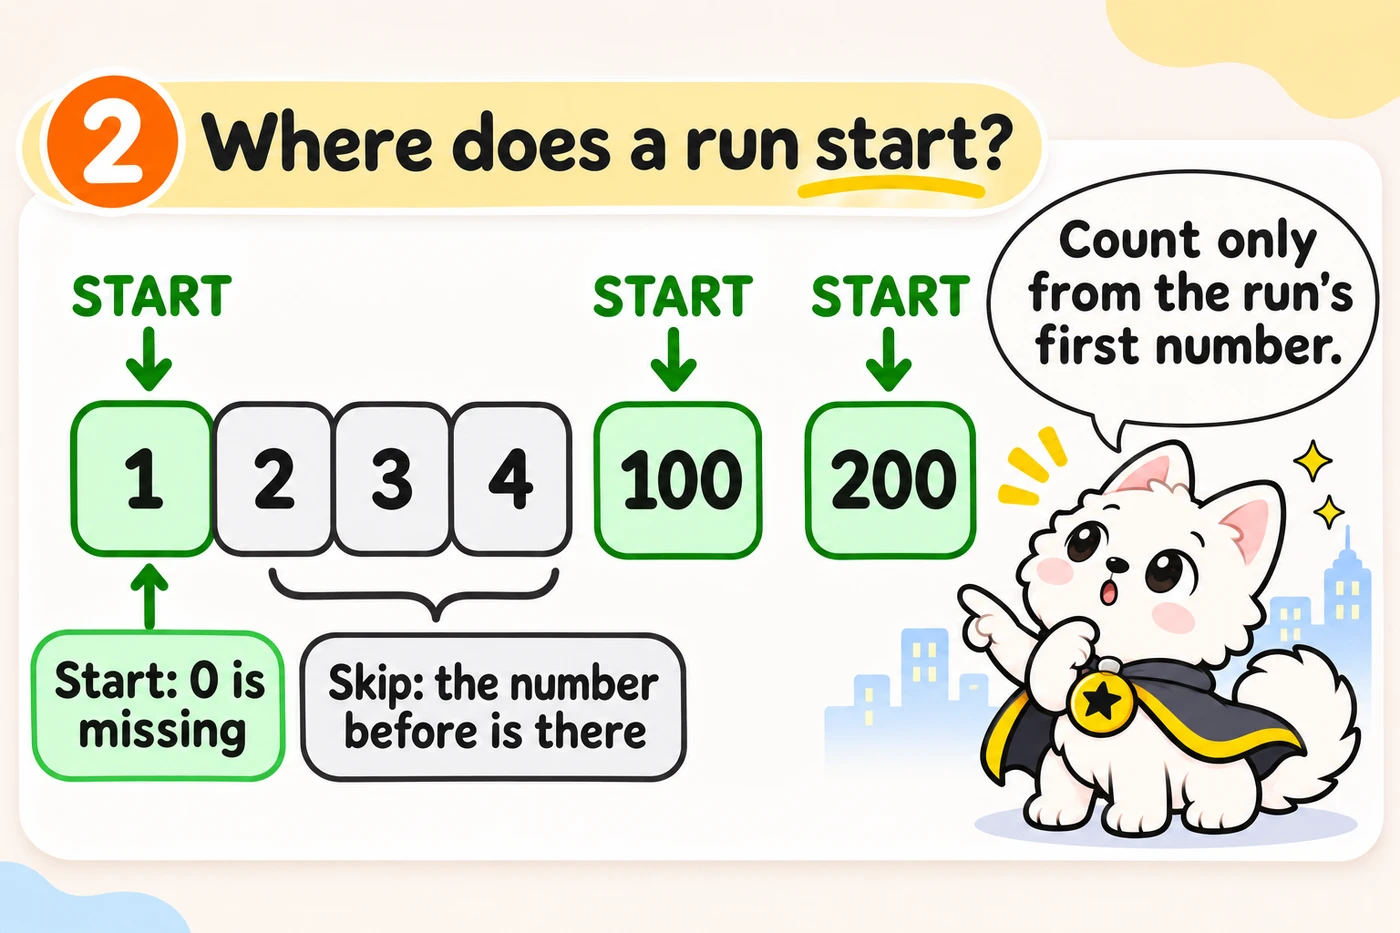 2 Where does a run start?
START START START
1 2 3 4 100 200
Start: 0 is
missing
Skip: the number
before is there
Count only
from the run's
first number.